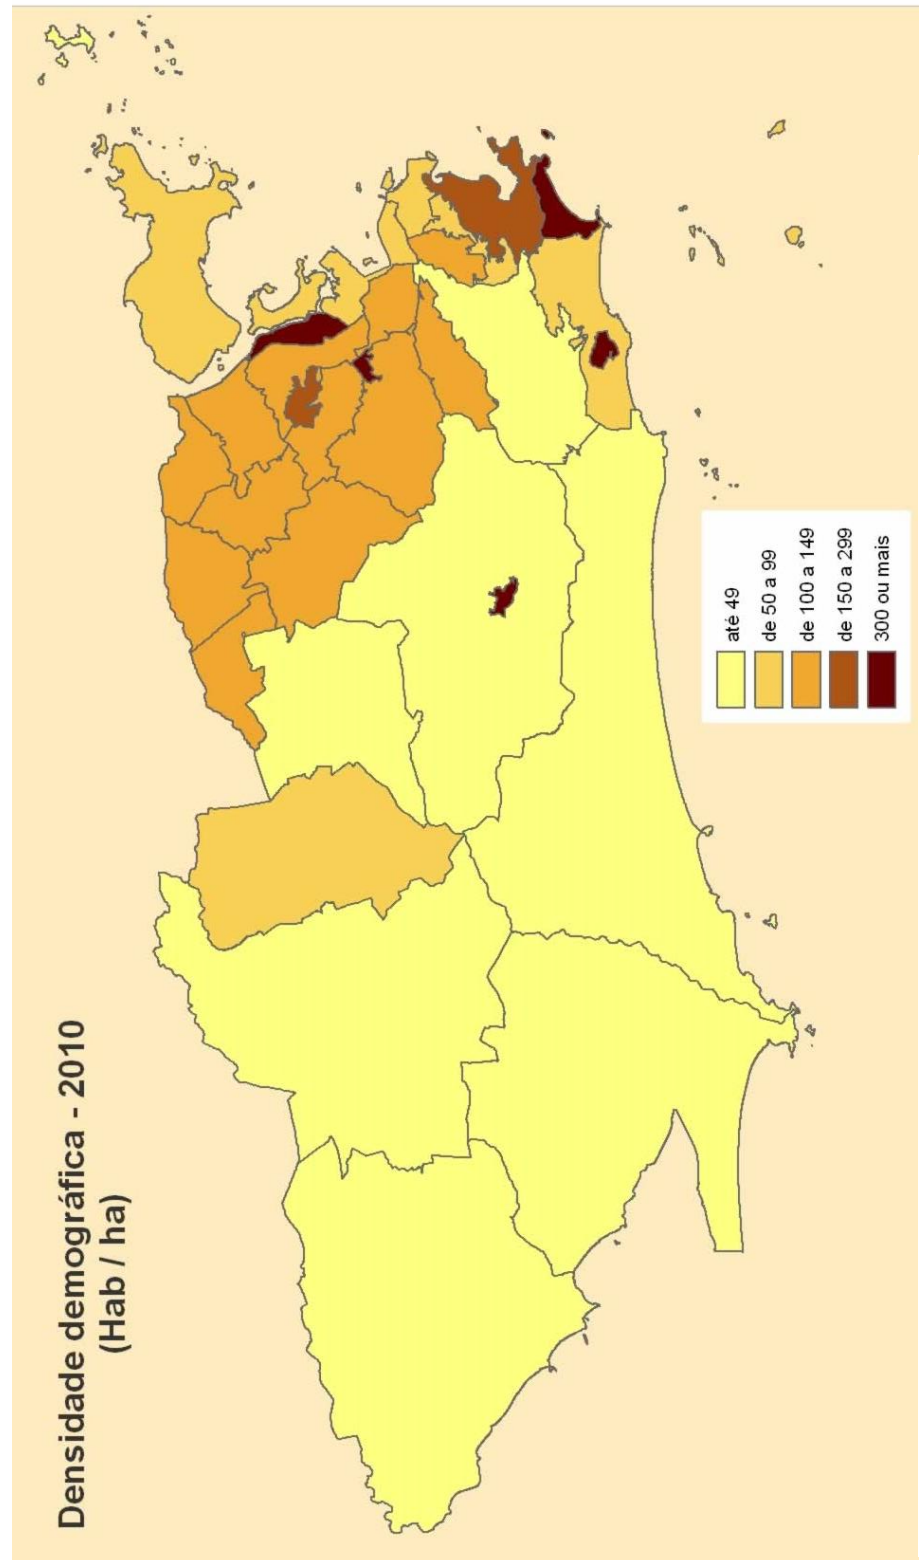 Densidade demográfica - 2010
(Hab / ha)
até 49
de 50 a 99
de 100 a 149
de 150 a 299
300 ou mais